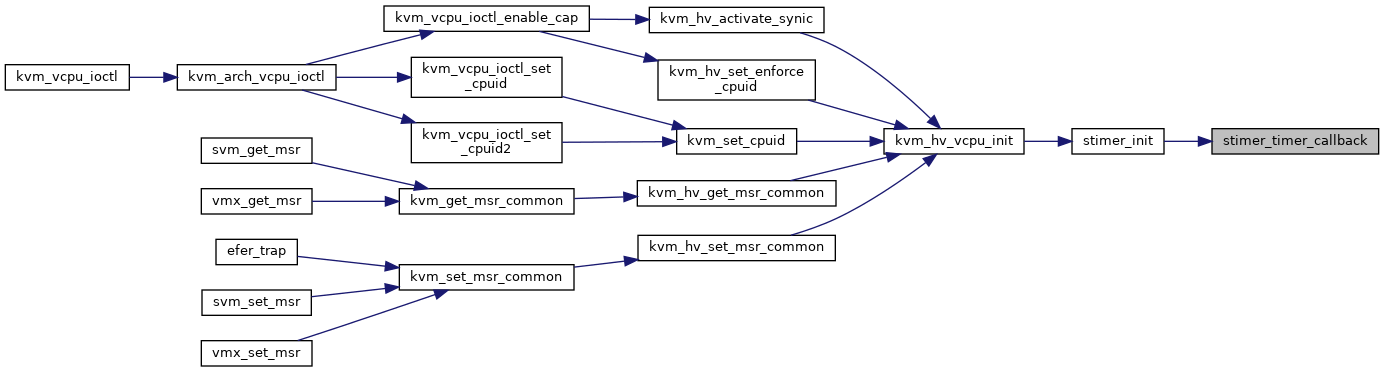 kvm_vcpu_ioctl_enable_cap
kvm_hv_activate_synic
kvm_vcpu_ioctl
kvm_arch_vcpu_ioctl
kvm_vcpu_ioctl_set
_cpuid
kvm_hv_set_enforce
_cpuid
kvm_vcpu_ioctl_set
_cpuid2
kvm_set_cpuid
kvm_hv_vcpu_init
stimer_init
stimer_timer_callback
svm_get_msr
vmx_get_msr
kvm_get_msr_common
kvm_hv_get_msr_common
efer_trap
kvm_hv_set_msr_common
kvm_set_msr_common
svm_set_msr
vmx_set_msr